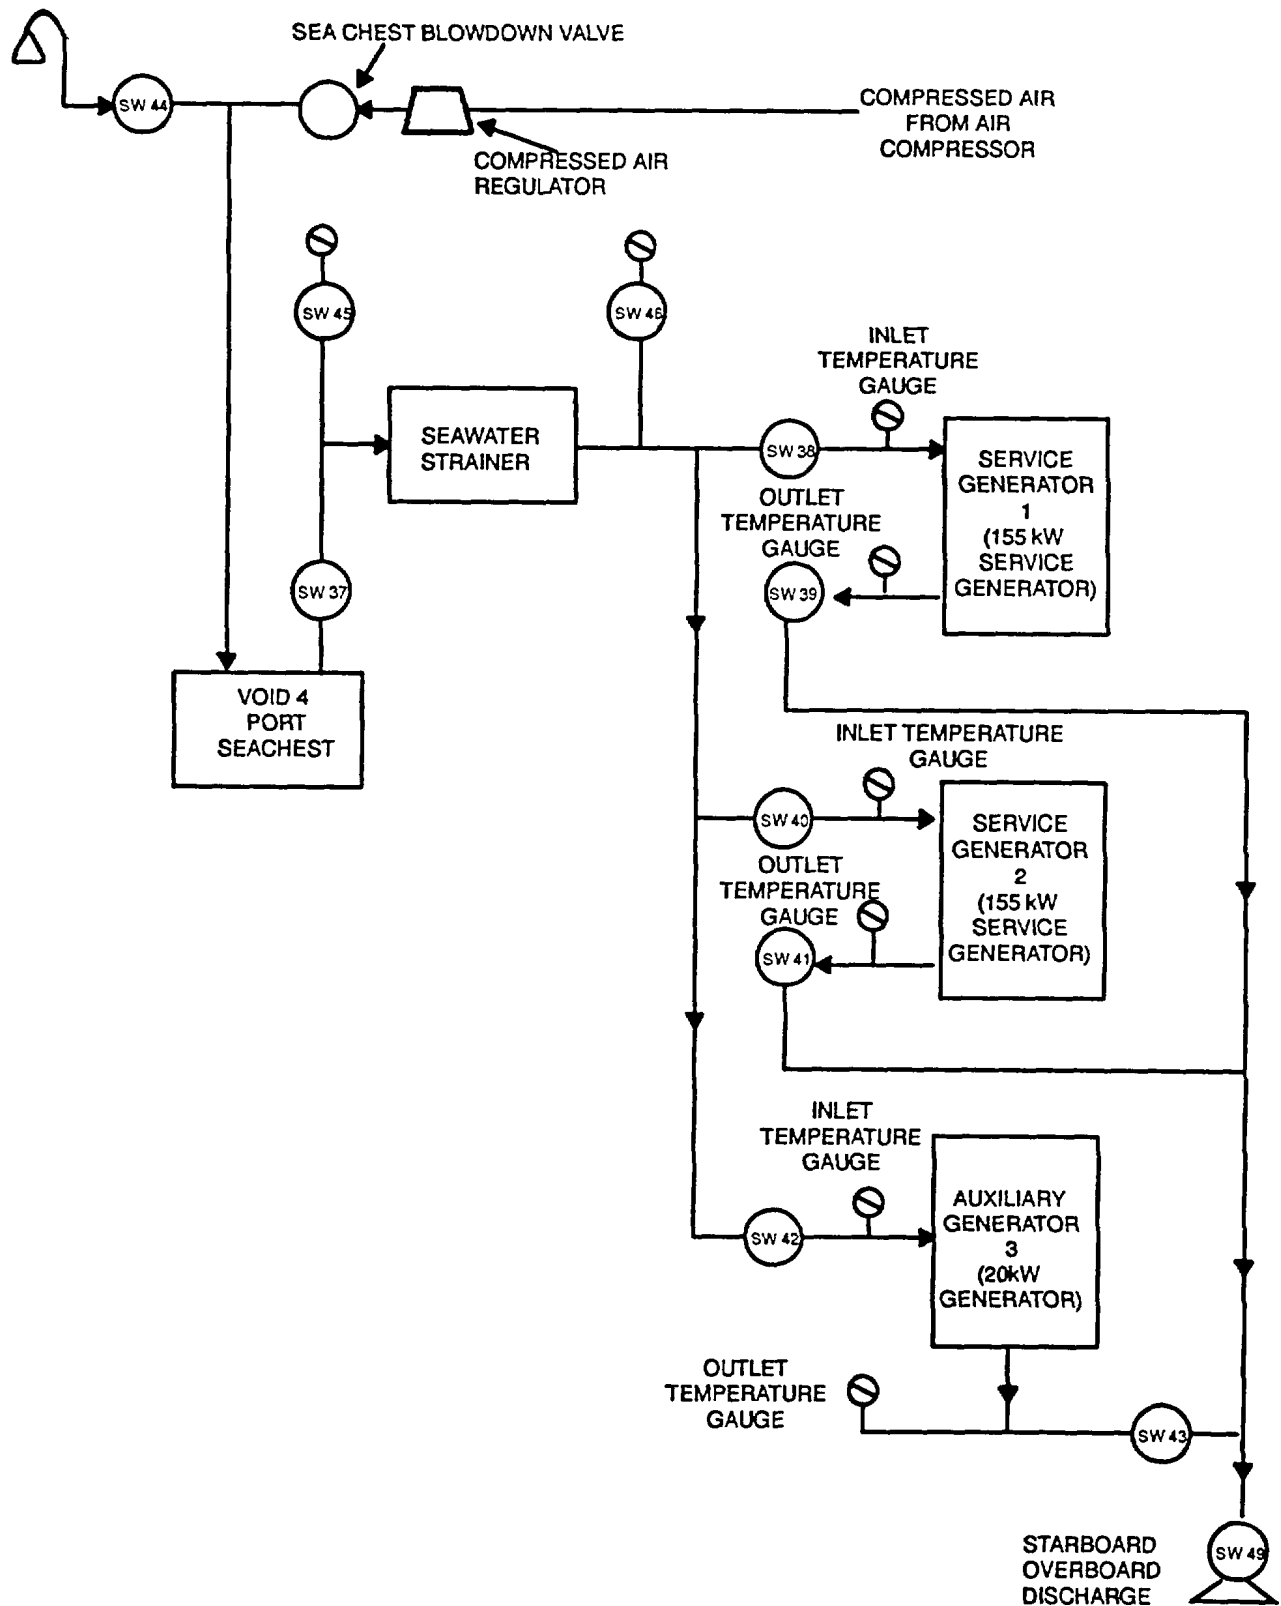 SEA CHEST BLOWDOWN VALVE
SW 44
COMPRESSED AIR
FROM AIR
COMPRESSOR
COMPRESSED AIR
REGULATOR
SW 45
SW 46
INLET
TEMPERATURE
GAUGE
SEAWATER
STRAINER
SW 38
SERVICE
GENERATOR
1
(155 kW
SERVICE
GENERATOR)
OUTLET
TEMPERATURE
GAUGE
SW 37
SW 39
VOID 4
PORT
SEACHEST
INLET TEMPERATURE
GAUGE
SW 40
SERVICE
GENERATOR
2
(155 kW
SERVICE
GENERATOR)
OUTLET
TEMPERATURE
GAUGE
SW 41
INLET
TEMPERATURE
GAUGE
SW 42
AUXILIARY
GENERATOR
3
(20kW
GENERATOR)
OUTLET
TEMPERATURE
GAUGE
SW 43
STARBOARD
OVERBOARD
DISCHARGE
SW 49